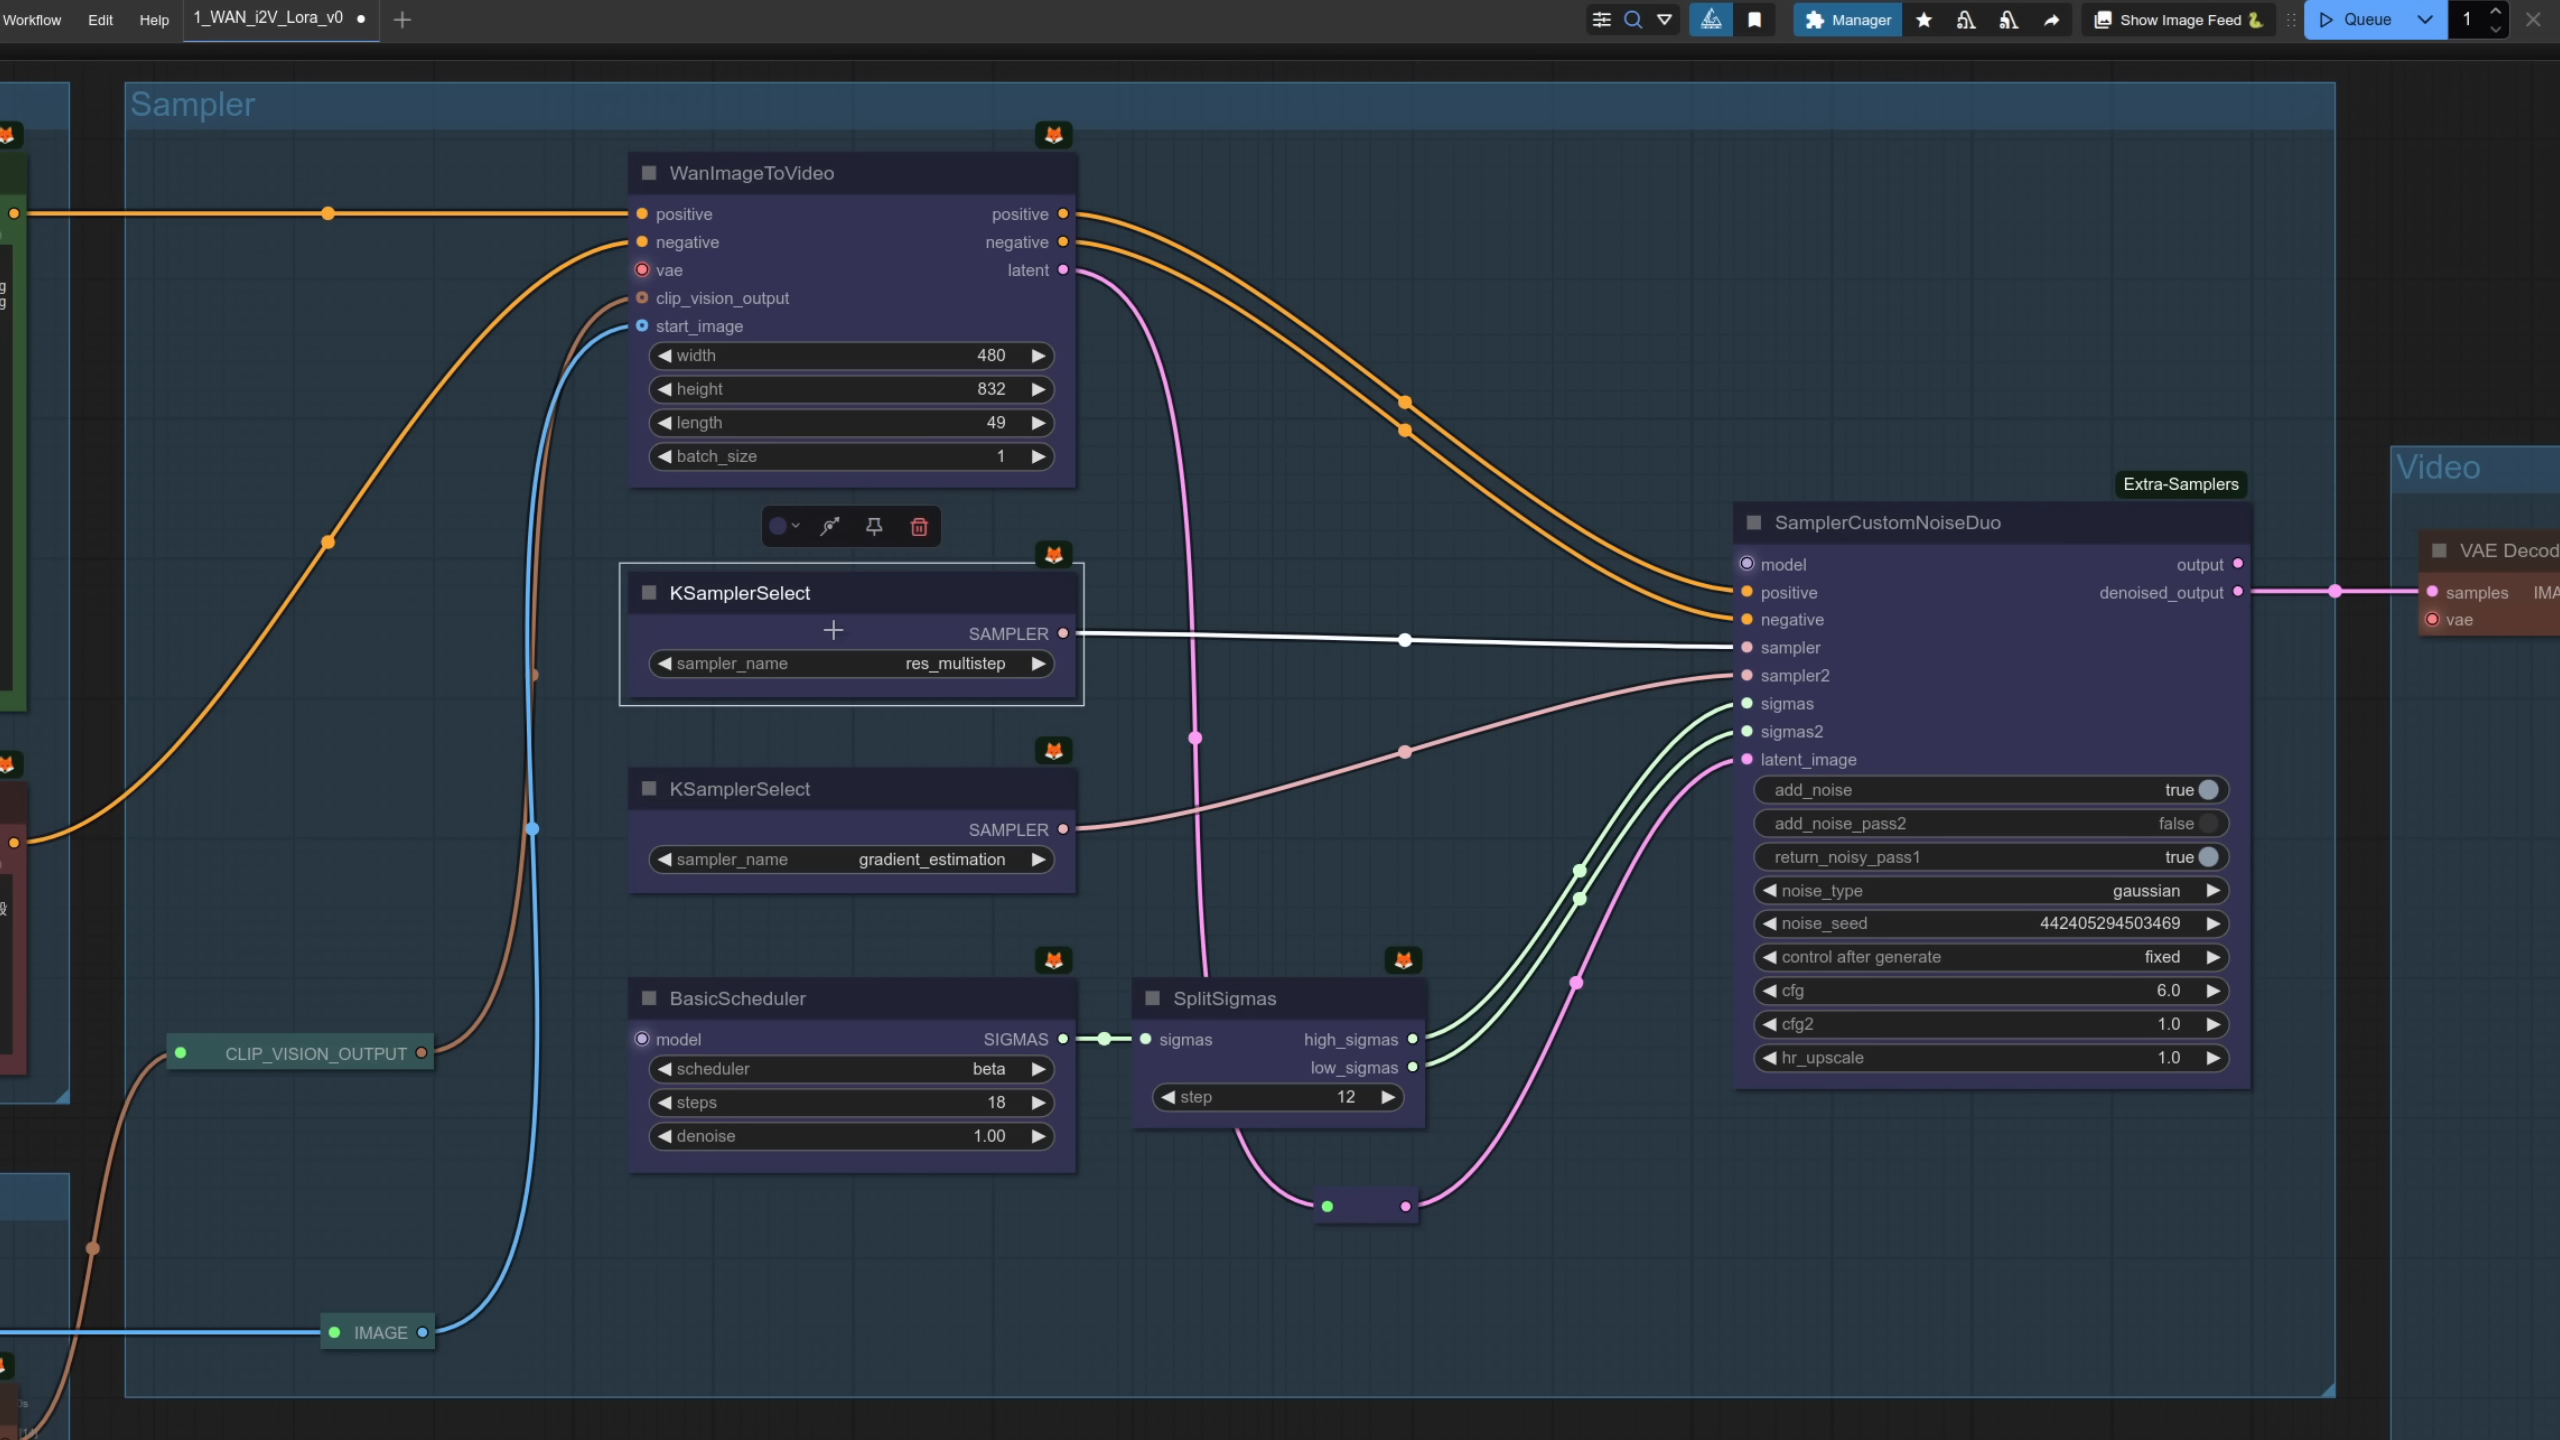 Workflow Edit Help 1_WAN_i2V_Lora_v0 Manager Show Image Feed Queue 1
Sampler
WanImageToVideo
positive positive
negative negative
vae latent
clip_vision_output
start_image
width 480
height 832
length 49
batch_size 1
KSamplerSelect
SAMPLER
sampler_name res_multistep
KSamplerSelect
SAMPLER
sampler_name gradient_estimation
BasicScheduler
model SIGMAS
scheduler beta
steps 18
denoise 1.00
SplitSigmas
sigmas high_sigmas
low_sigmas
step 12
CLIP_VISION_OUTPUT
IMAGE
Extra-Samplers
SamplerCustomNoiseDuo
model output
positive denoised_output
negative
sampler
sampler2
sigmas
sigmas2
latent_image
add_noise true
add_noise_pass2 false
return_noisy_pass1 true
noise_type gaussian
noise_seed 442405294503469
control after generate fixed
cfg 6.0
cfg2 1.0
hr_upscale 1.0
Video
VAE Decod
samples IMA
vae